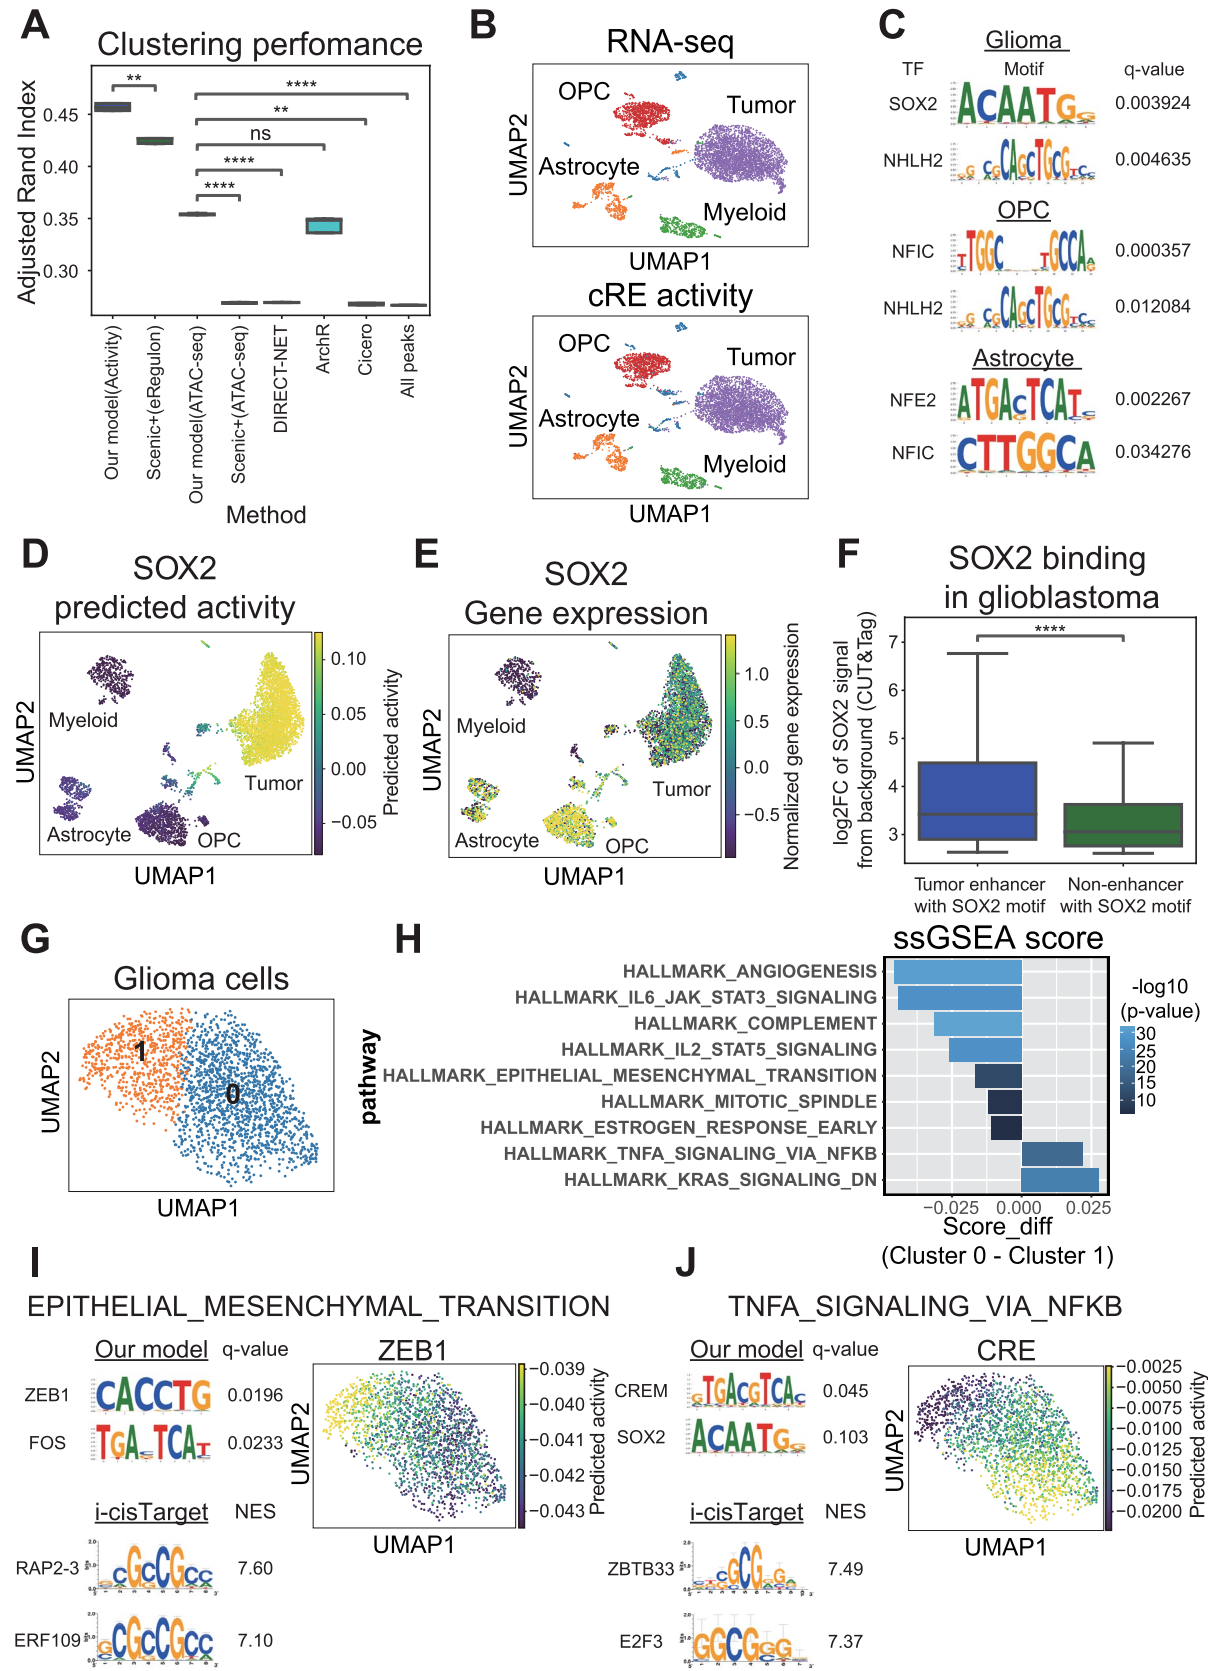 A
Clustering perfomance
Adjusted Rand Index
0.45
0.40
0.35
0.30
**
****
**
ns
****
****
Our model(Activity)
Scenic+(eRegulon)
Our model(ATAC-seq)
Scenic+(ATAC-seq)
DIRECT-NET
ArchR
Cicero
All peaks
Method
B
RNA-seq
OPC
Tumor
Astrocyte
Myeloid
UMAP2
UMAP1
cRE activity
OPC
Tumor
Astrocyte
Myeloid
UMAP2
UMAP1
C
Glioma
TF Motif q-value
SOX2 ACAATG 0.003924
NHLH2 CAGCTGCG 0.004635
OPC
NFIC TTGGC TGCCAA 0.000357
NHLH2 CAGCTGCG 0.012084
Astrocyte
NFE2 ATGAGTCAT 0.002267
NFIC CTTGGCA 0.034276
D
SOX2
predicted activity
Myeloid
Tumor
Astrocyte
OPC
UMAP2
UMAP1
0.10
0.05
0.00
−0.05
Predicted activity
E
SOX2
Gene expression
Myeloid
Tumor
Astrocyte
OPC
UMAP2
UMAP1
1.0
0.5
0.0
−0.5
Normalized gene expression
F
SOX2 binding
in glioblastoma
log2FC of SOX2 signal
from background (CUT&Tag)
7
6
5
4
3
****
Tumor enhancer
with SOX2 motif
Non-enhancer
with SOX2 motif
G
Glioma cells
1
0
UMAP2
UMAP1
H
ssGSEA score
pathway
HALLMARK_ANGIOGENESIS
HALLMARK_IL6_JAK_STAT3_SIGNALING
HALLMARK_COMPLEMENT
HALLMARK_IL2_STAT5_SIGNALING
HALLMARK_EPITHELIAL_MESENCHYMAL_TRANSITION
HALLMARK_MITOTIC_SPINDLE
HALLMARK_ESTROGEN_RESPONSE_EARLY
HALLMARK_TNFA_SIGNALING_VIA_NFKB
HALLMARK_KRAS_SIGNALING_DN
−0.025 0.000 0.025
Score_diff
(Cluster 0 - Cluster 1)
-log10
(p-value)
30
25
20
15
10
I
EPITHELIAL_MESENCHYMAL_TRANSITION
Our model q-value
ZEB1 CACCTG 0.0196
FOS TGA TCAT 0.0233
i-cisTarget NES
RAP2-3 CGCCGCC 7.60
ERF109 GCGCCGCC 7.10
ZEB1
UMAP2
UMAP1
−0.039
−0.040
−0.041
−0.042
−0.043
Predicted activity
J
TNFA_SIGNALING_VIA_NFKB
Our model q-value
CREM GTGACGTCAC 0.045
SOX2 ACAATG 0.103
i-cisTarget NES
ZBTB33 CGCG 7.49
E2F3 GGCGCG 7.37
CRE
UMAP2
UMAP1
−0.0025
−0.0050
−0.0075
−0.0100
−0.0125
−0.0150
−0.0175
−0.0200
Predicted activity